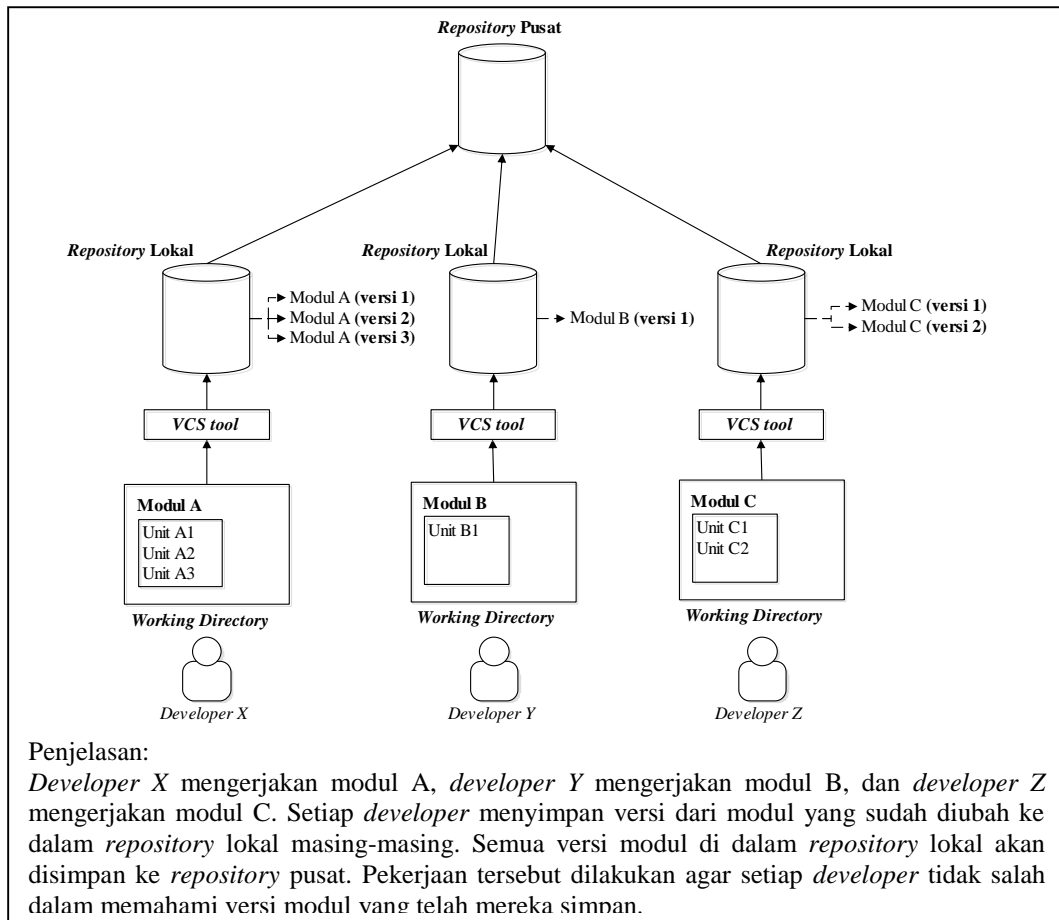 Repository Pusat
Repository Lokal
Repository Lokal
Repository Lokal
Modul A (versi 1)
Modul A (versi 2)
Modul A (versi 3)
Modul B (versi 1)
Modul C (versi 1)
Modul C (versi 2)
VCS tool
VCS tool
VCS tool
Modul A
Unit A1
Unit A2
Unit A3
Modul B
Unit B1
Modul C
Unit C1
Unit C2
Working Directory
Working Directory
Working Directory
Developer X
Developer Y
Developer Z
Penjelasan:
Developer X mengerjakan modul A, developer Y mengerjakan modul B, dan developer Z
mengerjakan modul C. Setiap developer menyimpan versi dari modul yang sudah diubah ke
dalam repository lokal masing-masing. Semua versi modul di dalam repository lokal akan
disimpan ke repository pusat. Pekerjaan tersebut dilakukan agar setiap developer tidak salah
dalam memahami versi modul yang telah mereka simpan.